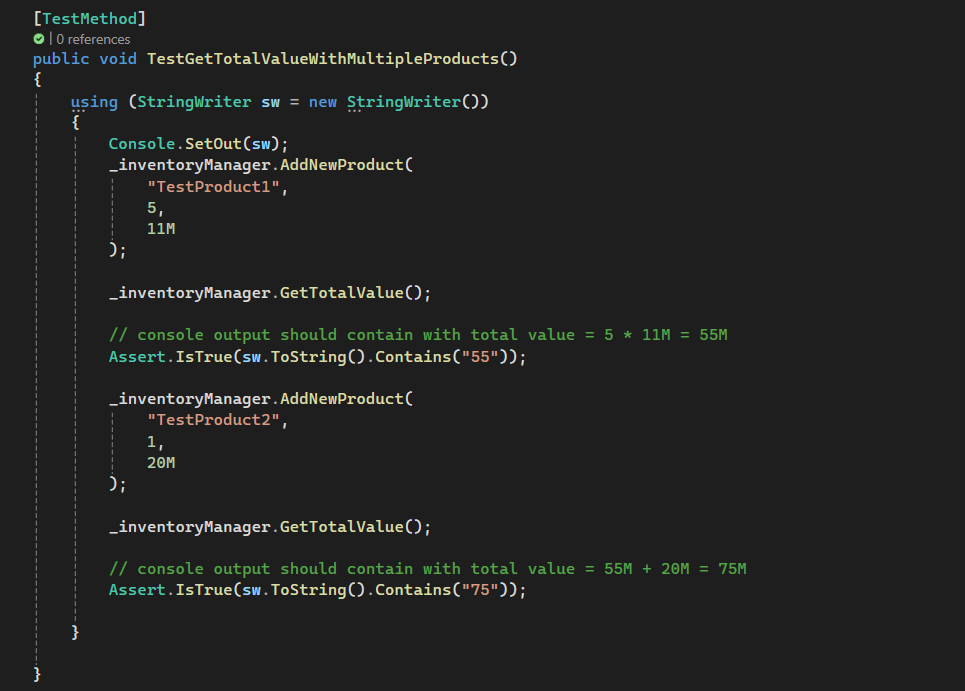 [TestMethod]
| 0 references
public void TestGetTotalValueWithMultipleProducts()
{
using (StringWriter sw = new StringWriter())
{
Console.SetOut(sw);
_inventoryManager.AddNewProduct(
"TestProduct1",
5,
11M
);
_inventoryManager.GetTotalValue();
// console output should contain with total value = 5 * 11M = 55M
Assert.IsTrue(sw.ToString().Contains("55"));
_inventoryManager.AddNewProduct(
"TestProduct2",
1,
20M
);
_inventoryManager.GetTotalValue();
// console output should contain with total value = 55M + 20M = 75M
Assert.IsTrue(sw.ToString().Contains("75"));
}
}